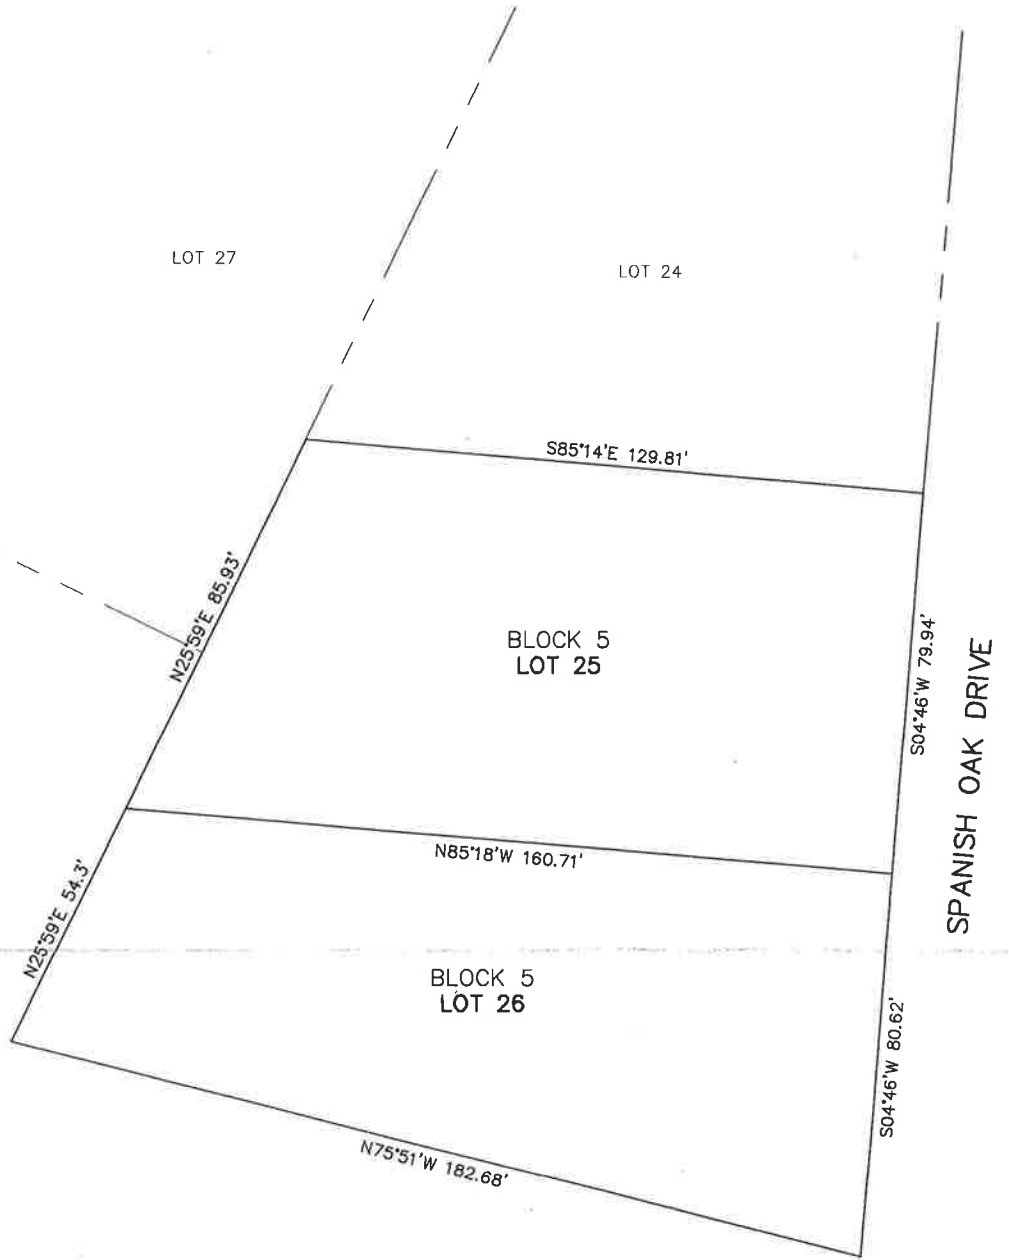 LOT 27
LOT 24
S85°14'E 129.81'
N25°59'E 85.93'
BLOCK 5
LOT 25
S04°46'W 79.94'
SPANISH OAK DRIVE
N85°18'W 160.71'
N25°59'E 54.3'
BLOCK 5
LOT 26
S04°46'W 80.62'
N75°51'W 182.68'